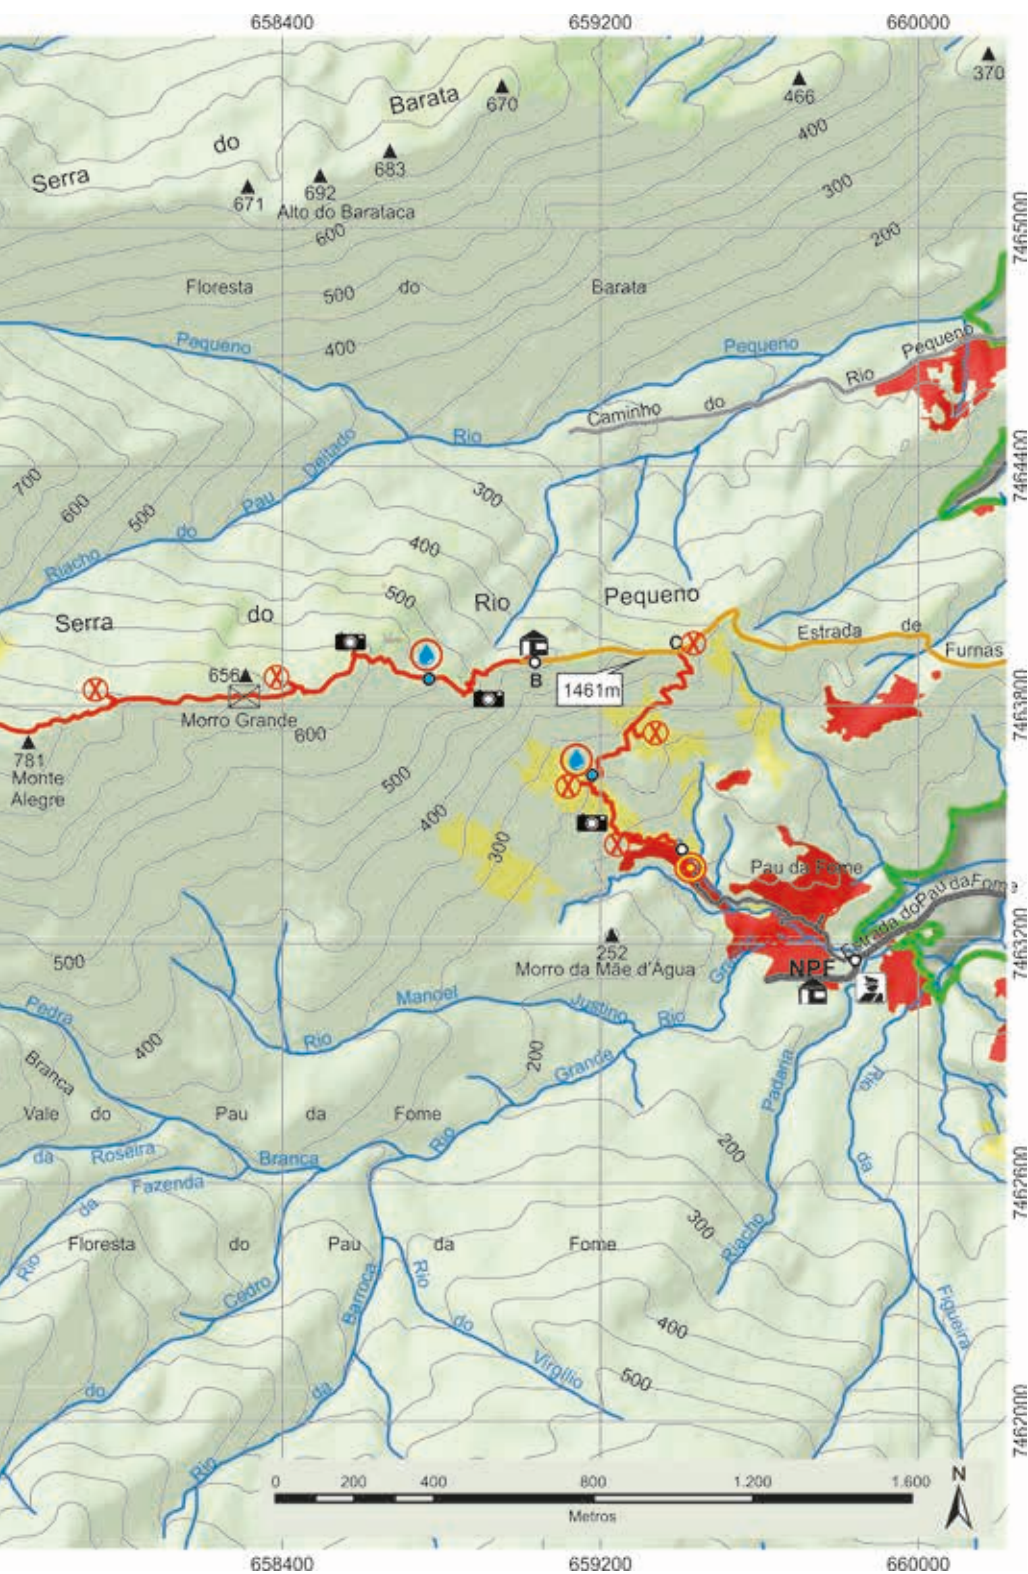 658400 659200 660000
370
466
670
Barata
400
do
683
Serra
692
671
Alto do Barataca
300
200
600
7465000
Floresta do Barata
500
400
Pequeno
Pequeno
Pequeno
Rio
do
Caminho
Rio
Deitado
Pau
do
Riacho
7464400
700
600
500
300
400
500
Serra do Rio Pequeno
Estrada de
Furnas
C
B
1461m
656
Morro Grande
600
7463800
781
Monte
Alegre
500
400
300
Pau da Fome
Estrada do Pau da Fome
7463200
252
Morro da Mãe d'Água
NPF
500
Pedra
Branca
400
Rio Manoel Justino Rio
200
Grande
Padaria
Riacho
Rio
da
Figueira
Vale do Pau da Fome
da Roseira
Branca
Rio
Fazenda
da
Rio
200
300
7462600
Floresta do Pau da Fome
Cedro
do
Barroca
da
Rio
Rio
do
Virgílio
400
500
7462000
0 200 400 800 1.200 1.600
Metros
N
658400 659200 660000